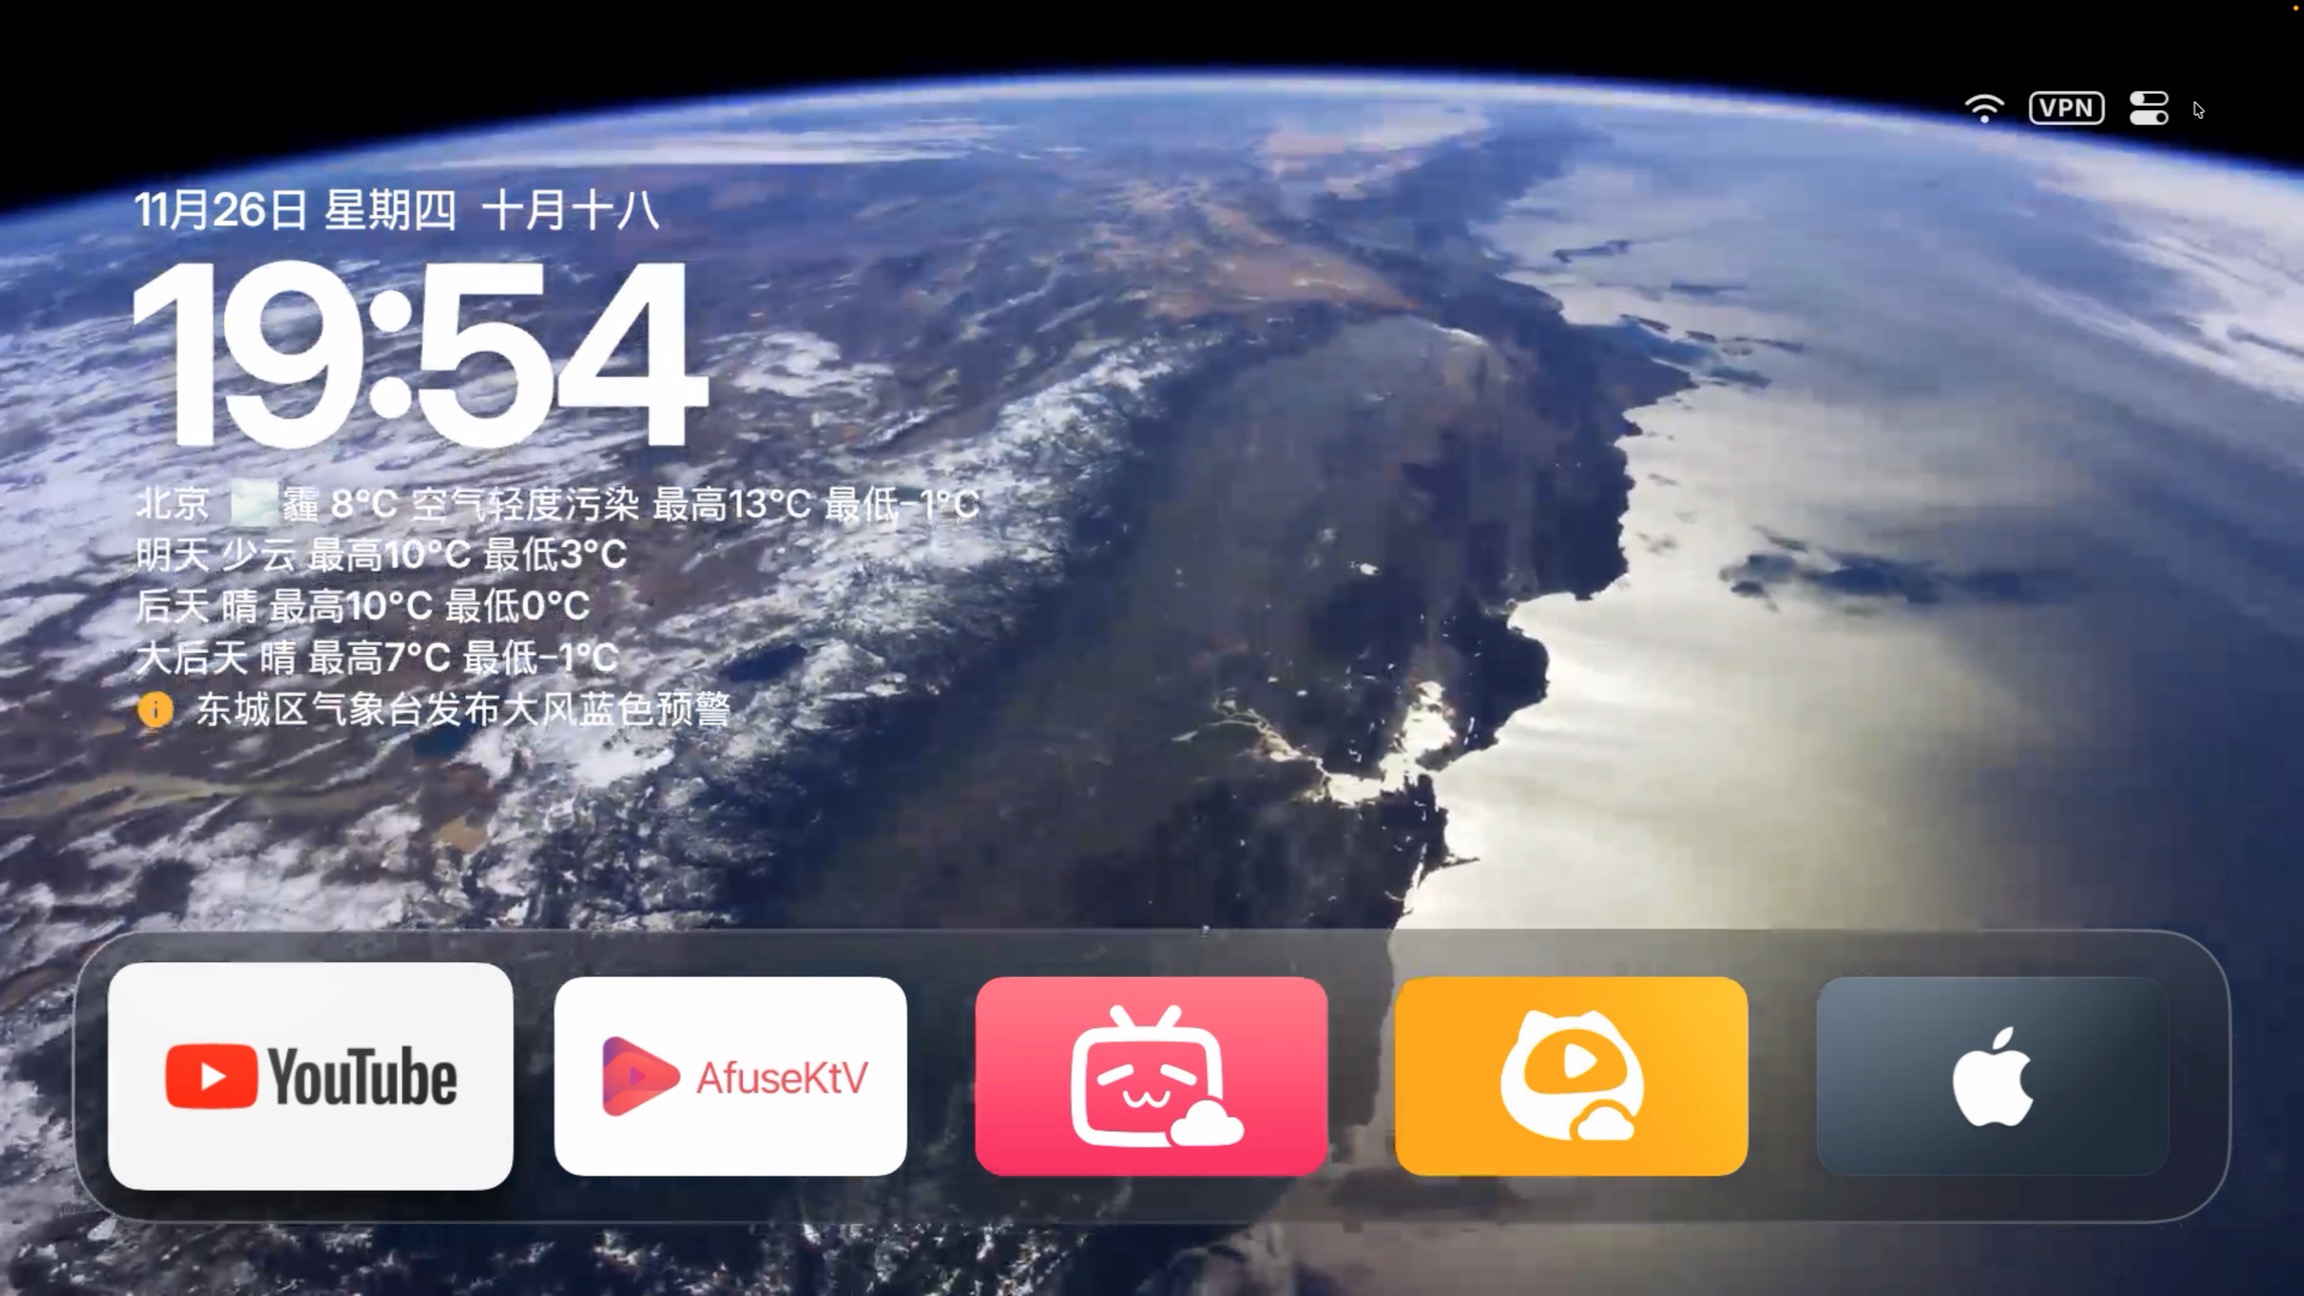 VPN
11月26日 星期四 十月十八
19:54
北京 霾 8°C 空气轻度污染 最高13°C 最低-1°C
明天 少云 最高10°C 最低3°C
后天 晴 最高10°C 最低0°C
大后天 晴 最高7°C 最低-1°C
东城区气象台发布大风蓝色预警
YouTube
AfuseKtV